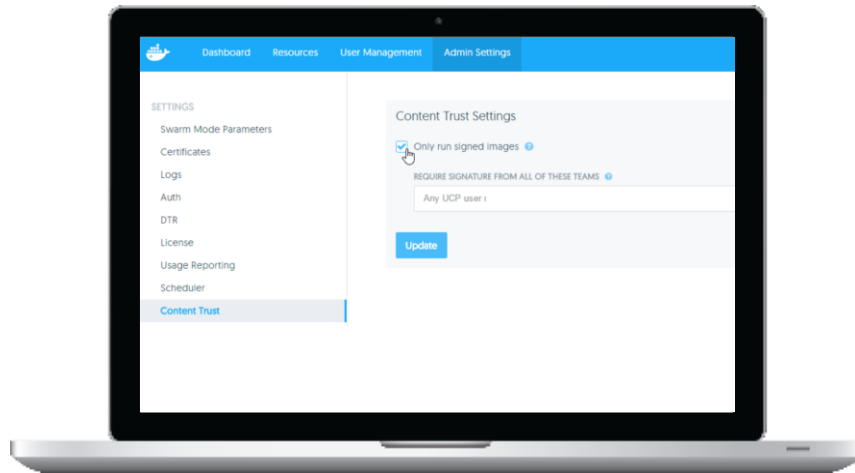 Dashboard Resources User Management Admin Settings
SETTINGS
Swarm Mode Parameters
Certificates
Logs
Auth
DTR
License
Usage Reporting
Scheduler
Content Trust
Content Trust Settings
Only run signed images
REQUIRE SIGNATURE FROM ALL OF THESE TEAMS
Any UCP user
Update